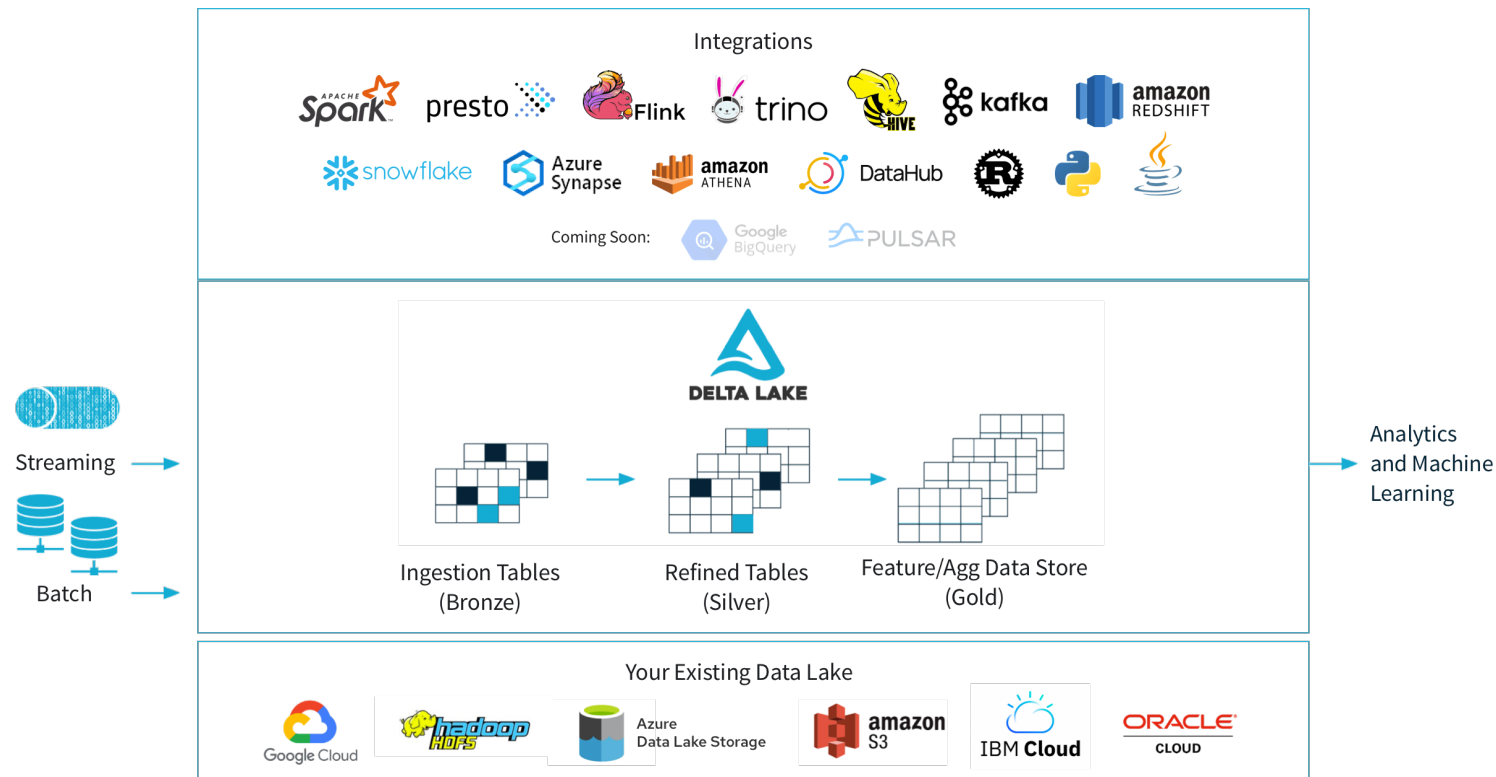 Integrations
APACHE
Spark™
presto
Flink
trino
HIVE
kafka
amazon
REDSHIFT
snowflake
Azure
Synapse
amazon
ATHENA
DataHub
R
Coming Soon:
Google
BigQuery
PULSAR
DELTA LAKE
Streaming
Batch
Analytics
and Machine
Learning
Ingestion Tables
(Bronze)
Refined Tables
(Silver)
Feature/Agg Data Store
(Gold)
Your Existing Data Lake
Google Cloud
hadoop
HDFS
Azure
Data Lake Storage
amazon
S3
IBM Cloud
ORACLE®
CLOUD